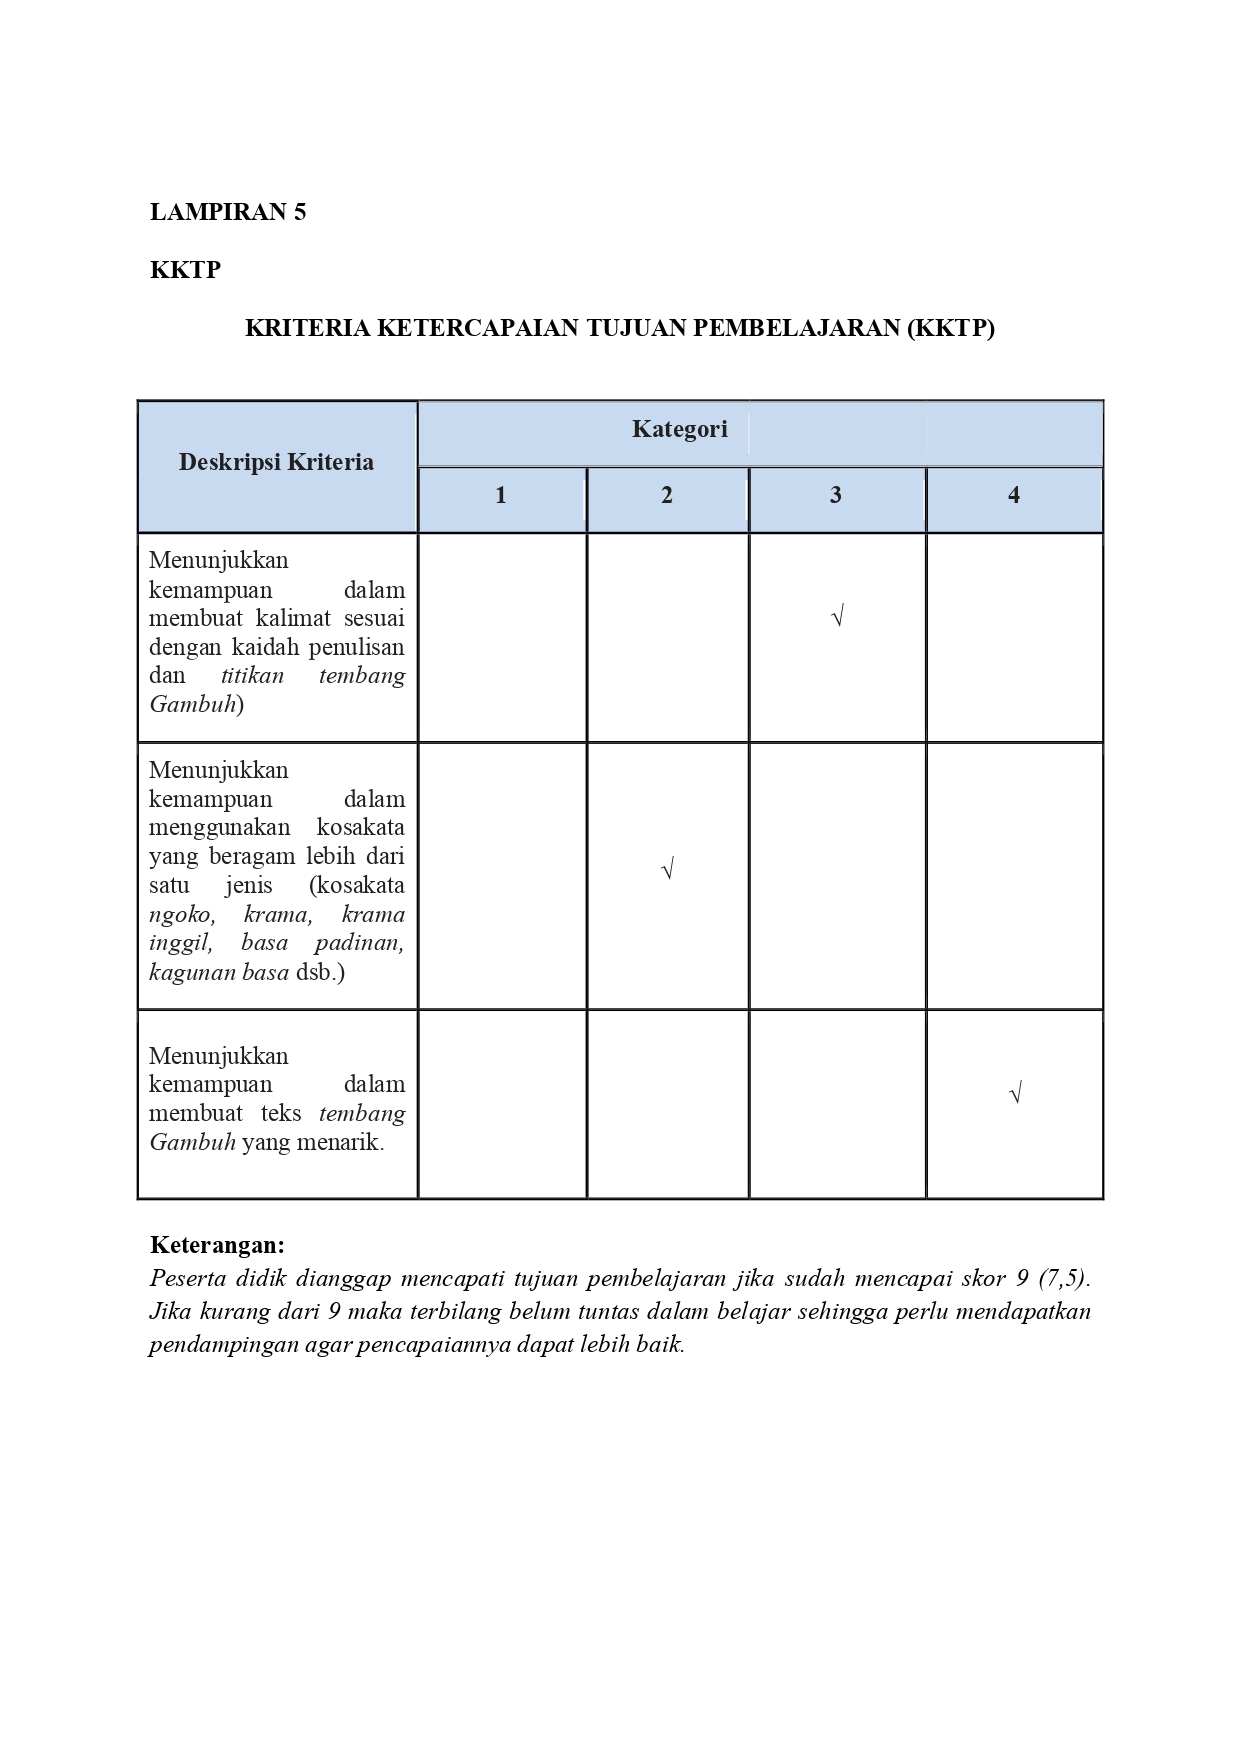 LAMPIRAN 5
KKTP
KRITERIA KETERCAPAIAN TUJUAN PEMBELAJARAN (KKTP)
Deskripsi Kriteria
Kategori
1 2 3 4
Menunjukkan
kemampuan dalam
membuat kalimat sesuai
dengan kaidah penulisan
dan titikan tembang
Gambuh)
√
Menunjukkan
kemampuan dalam
menggunakan kosakata
yang beragam lebih dari
satu jenis (kosakata
ngoko, krama, krama
inggil, basa padinan,
kagunan basa dsb.)
√
Menunjukkan
kemampuan dalam
membuat teks tembang
Gambuh yang menarik.
√
Keterangan:
Peserta didik dianggap mencapati tujuan pembelajaran jika sudah mencapai skor 9 (7,5).
Jika kurang dari 9 maka terbilang belum tuntas dalam belajar sehingga perlu mendapatkan
pendampingan agar pencapaiannya dapat lebih baik.